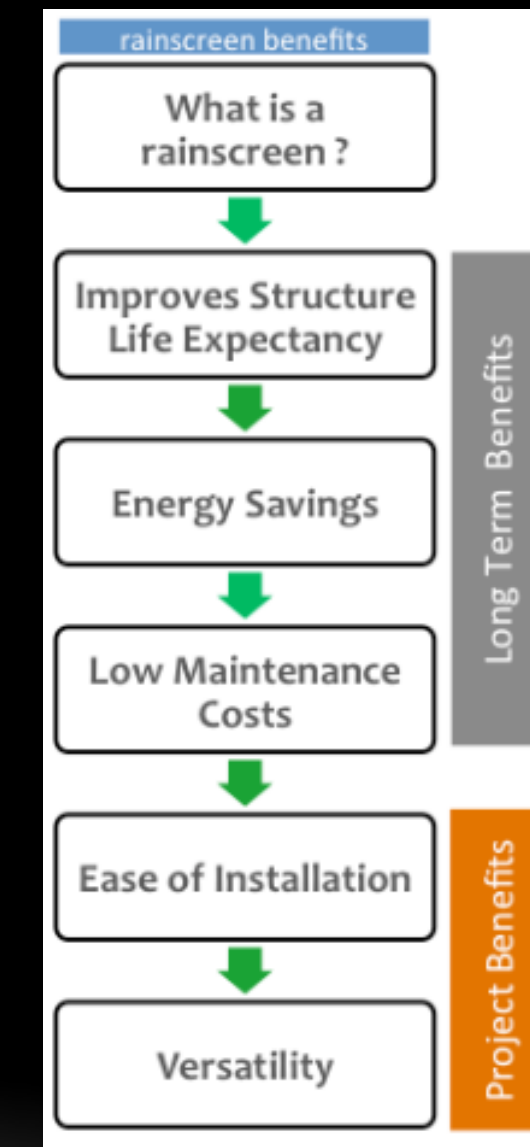 rainscreen benefits
What is a
rainscreen ?
Improves Structure
Life Expectancy
Energy Savings
Low Maintenance
Costs
Long Term Benefits
Ease of Installation
Versatility
Project Benefits